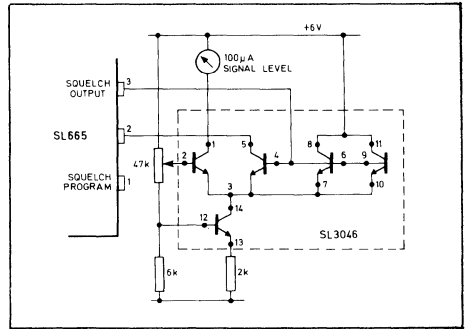 +6V
100μA
SIGNAL LEVEL
SQUELCH
OUTPUT
3
SL665
2
1
5
8
11
47k
2
4
6
9
SQUELCH
PROGRAM
1
3
7
10
14
12
SL3046
13
6k
2k